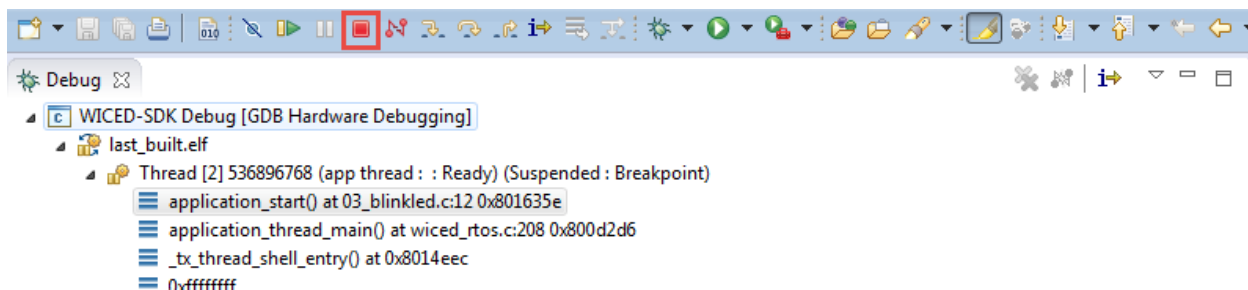 010
Debug
WICED-SDK Debug [GDB Hardware Debugging]
last_built.elf
Thread [2] 536896768 (app thread : : Ready) (Suspended : Breakpoint)
application_start() at 03_blinkled.c:12 0x801635e
application_thread_main() at wiced_rtos.c:208 0x800d2d6
_tx_thread_shell_entry() at 0x8014eec
0xffffffff